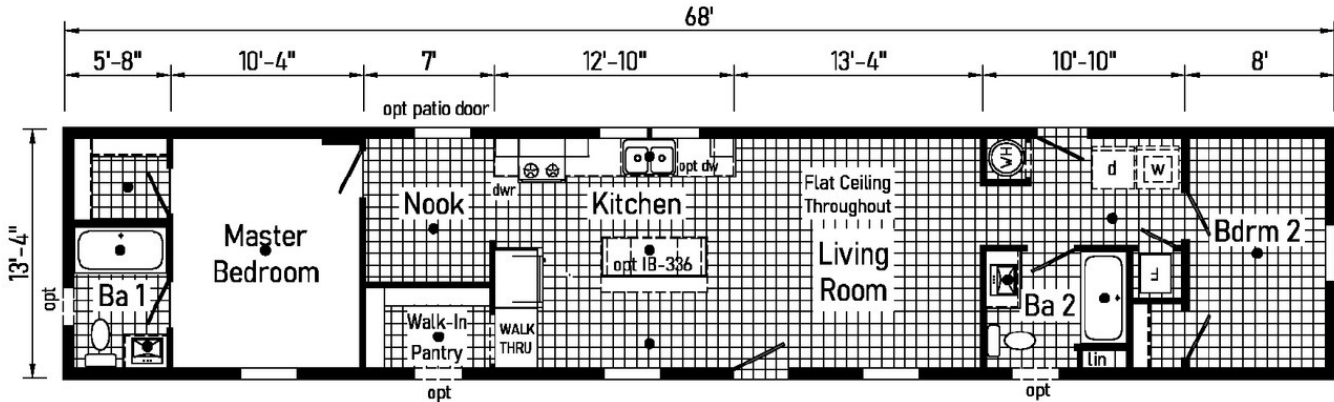 68'
5'-8"
10'-4"
7'
12'-10"
13'-4"
10'-10"
8'
opt patio door
13'-4"
WH
d
w
opt dw
dwr
Nook
Kitchen
Flat Ceiling
Throughout
Living
Room
Master
Bedroom
Bdrm 2
opt IB-336
F
opt
Ba 1
Ba 2
Walk-In
Pantry
WALK
THRU
lin
opt
opt